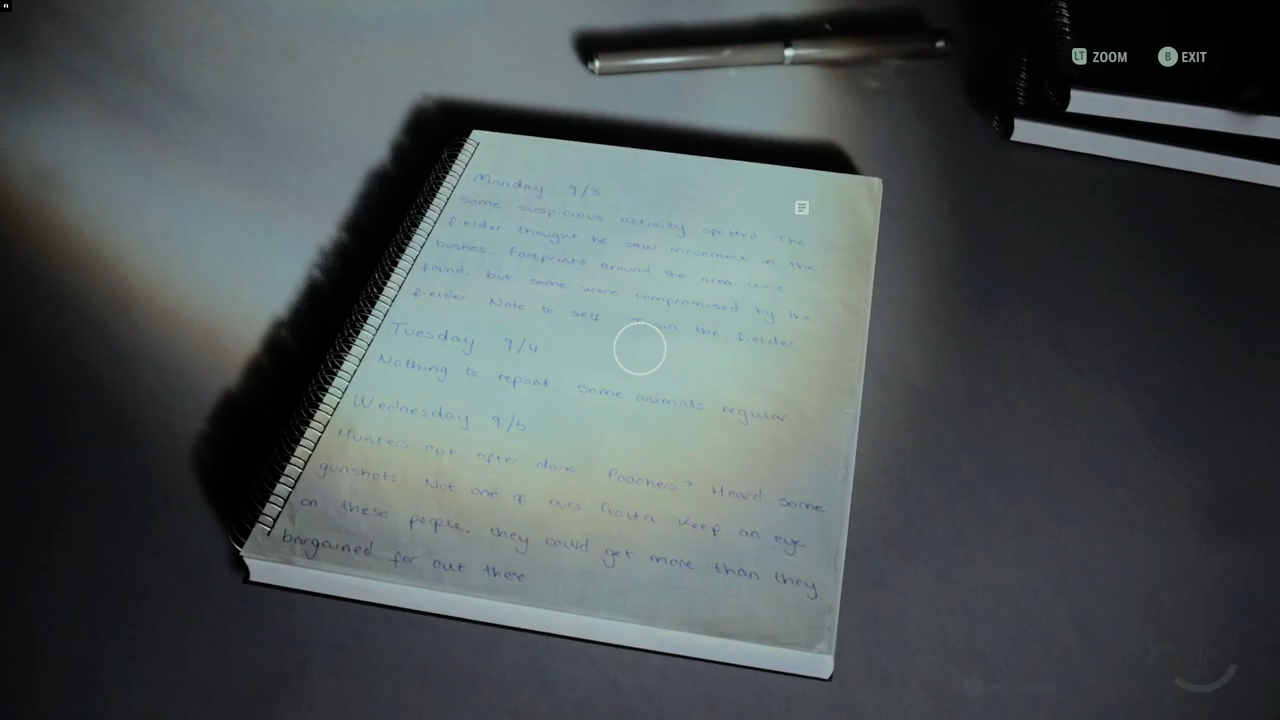 LT ZOOM B EXIT
Monday 9/3
Some suspicious activity spotted. The
fielder thought he saw movement in the
bushes. Footprints around the area were
found, but some were compromised by the
fielder. Note to self. Train the fielder
Tuesday 9/4
Nothing to report. Some animals regular.
Wednesday 9/5
Hunters out after dark. Poachers? Heard some
gunshots. Not one of ours. Gotta keep an eye
on these people, they could get more than they
bargained for out there